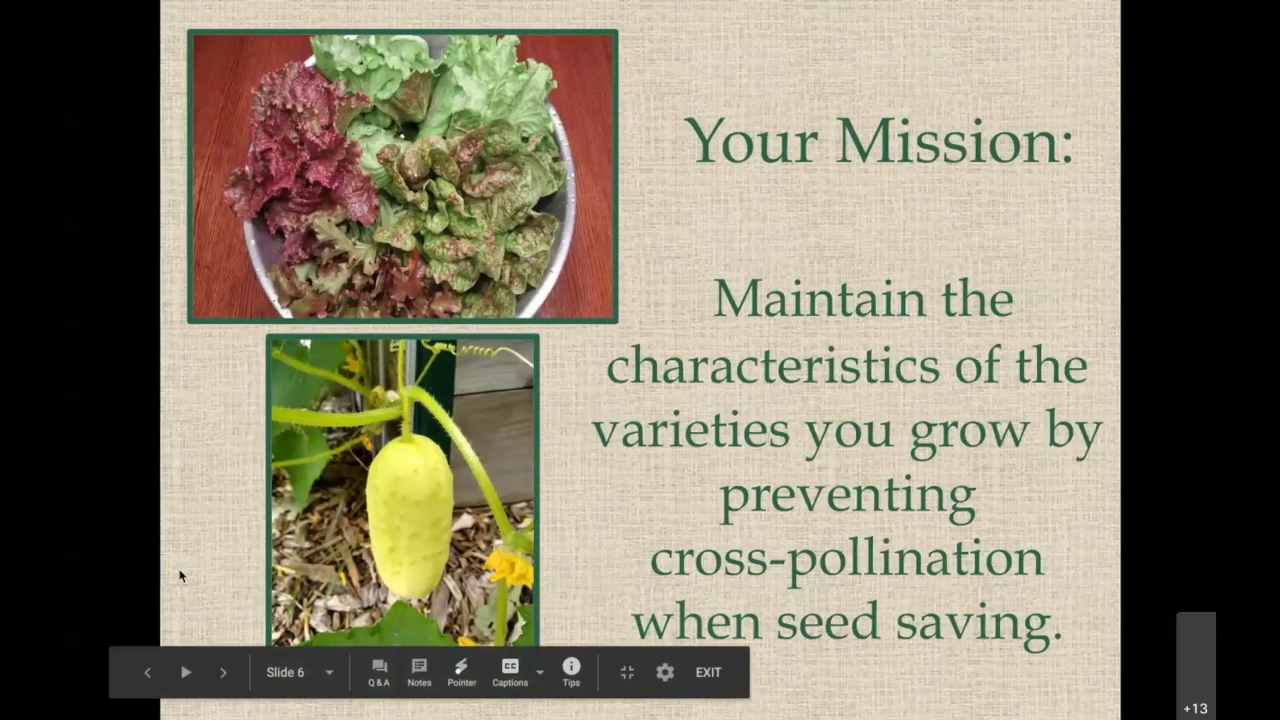 Your Mission:
Maintain the
characteristics of the
varieties you grow by
preventing
cross-pollination
when seed saving.
Slide 6
Q & A
Notes
Pointer
Captions
CC
Tips
EXIT
+13